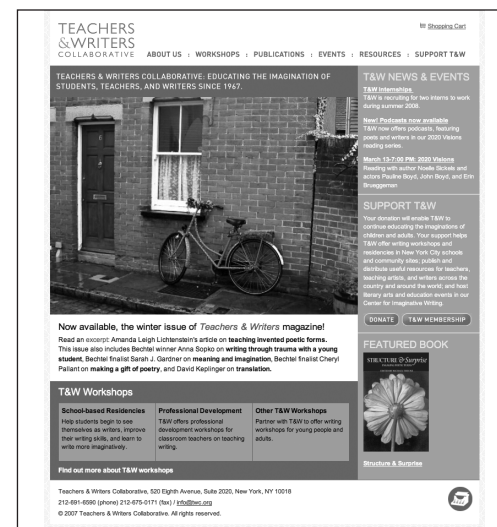 TEACHERS
&WRITERS
COLLABORATIVE
Shopping Cart
ABOUT US : WORKSHOPS : PUBLICATIONS : EVENTS : RESOURCES : SUPPORT T&W
TEACHERS & WRITERS COLLABORATIVE: EDUCATING THE IMAGINATION OF
STUDENTS, TEACHERS, AND WRITERS SINCE 1967.
Now available, the winter issue of Teachers & Writers magazine!
Read an excerpt: Amanda Leigh Lichtenstein's article on teaching invented poetic forms.
This issue also includes Bechtel winner Anna Sopko on writing through trauma with a young
student, Bechtel finalist Sarah J. Gardner on meaning and imagination, Bechtel finalist Cheryl
Pallant on making a gift of poetry, and David Keplinger on translation.
T&W Workshops
School-based Residencies
Help students begin to see
themselves as writers, improve
their writing skills, and learn to
write more imaginatively.
Professional Development
T&W offers professional
development workshops for
classroom teachers on teaching
writing.
Other T&W Workshops
Partner with T&W to offer writing
workshops for young people and
adults.
Find out more about T&W workshops
T&W NEWS & EVENTS
T&W Internships
T&W is recruiting for two interns to work
during summer 2008.
New! Podcasts now available
T&W now offers podcasts, featuring
poets and writers in our 2020 Visions
reading series.
March 13-7:00 PM: 2020 Visions
Reading with author Noelle Sickels and
actors Pauline Boyd, John Boyd, and Erin
Brueggeman
SUPPORT T&W
Your donation will enable T&W to
continue educating the imaginations of
children and adults. Your support helps
T&W offer writing workshops and
residencies in New York City schools
and community sites; publish and
distribute useful resources for teachers,
teaching artists, and writers across the
country and around the world; and host
literary arts and education events in our
Center for Imaginative Writing.
DONATE
T&W MEMBERSHIP
FEATURED BOOK
STRUCTURE & Surprise
Structure & Surprise
Teachers & Writers Collaborative, 520 Eighth Avenue, Suite 2020, New York, NY 10018
212-691-6590 (phone) 212-675-0171 (fax) / info@twc.org
© 2007 Teachers & Writers Collaborative. All rights reserved.